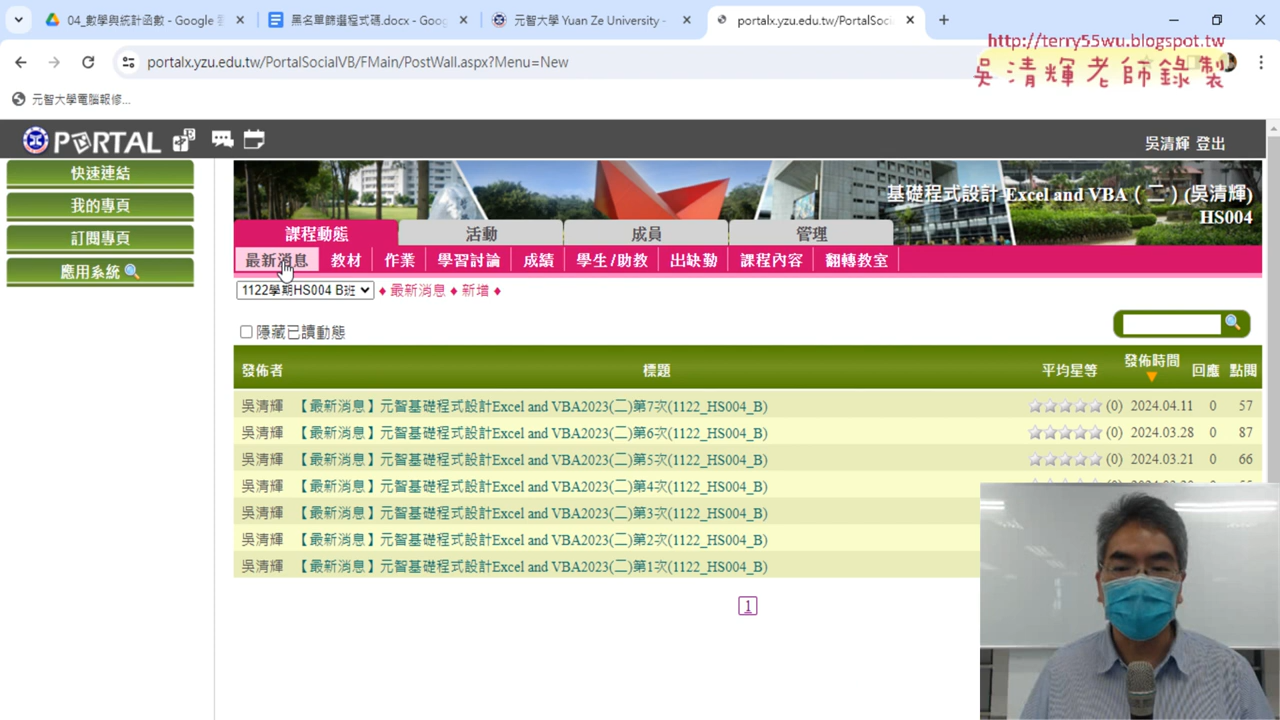 04_數學與統計函數 - Google
黑名單篩選程式碼.docx - Goog
元智大學 Yuan Ze University -
portalx.yzu.edu.tw/PortalSoci
http://terry55wu.blogspot.tw
吳清輝老師錄製
portalx.yzu.edu.tw/PortalSocialVB/FMain/PostWall.aspx?Menu=New
元智大學電腦報修...
PORTAL
吳清輝 登出
快速連結
我的專頁
訂閱專頁
應用系統
基礎程式設計-Excel and VBA(二) (吳清輝)
HS004
課程動態 活動 成員 管理
最新消息 教材 作業 學習討論 成績 學生/助教 出缺勤 課程內容 翻轉教室
1122學期HS004 B班 ♦ 最新消息 ♦ 新增 ♦
隱藏已讀動態
發佈者 標題 平均星等 發佈時間 回應 點閱
吳清輝 【最新消息】元智基礎程式設計Excel and VBA2023(二)第7次(1122_HS004_B) (0) 2024.04.11 0 57
吳清輝 【最新消息】元智基礎程式設計Excel and VBA2023(二)第6次(1122_HS004_B) (0) 2024.03.28 0 87
吳清輝 【最新消息】元智基礎程式設計Excel and VBA2023(二)第5次(1122_HS004_B) (0) 2024.03.21 0 66
吳清輝 【最新消息】元智基礎程式設計Excel and VBA2023(二)第4次(1122_HS004_B)
吳清輝 【最新消息】元智基礎程式設計Excel and VBA2023(二)第3次(1122_HS004_B)
吳清輝 【最新消息】元智基礎程式設計Excel and VBA2023(二)第2次(1122_HS004_B)
吳清輝 【最新消息】元智基礎程式設計Excel and VBA2023(二)第1次(1122_HS004_B)
1